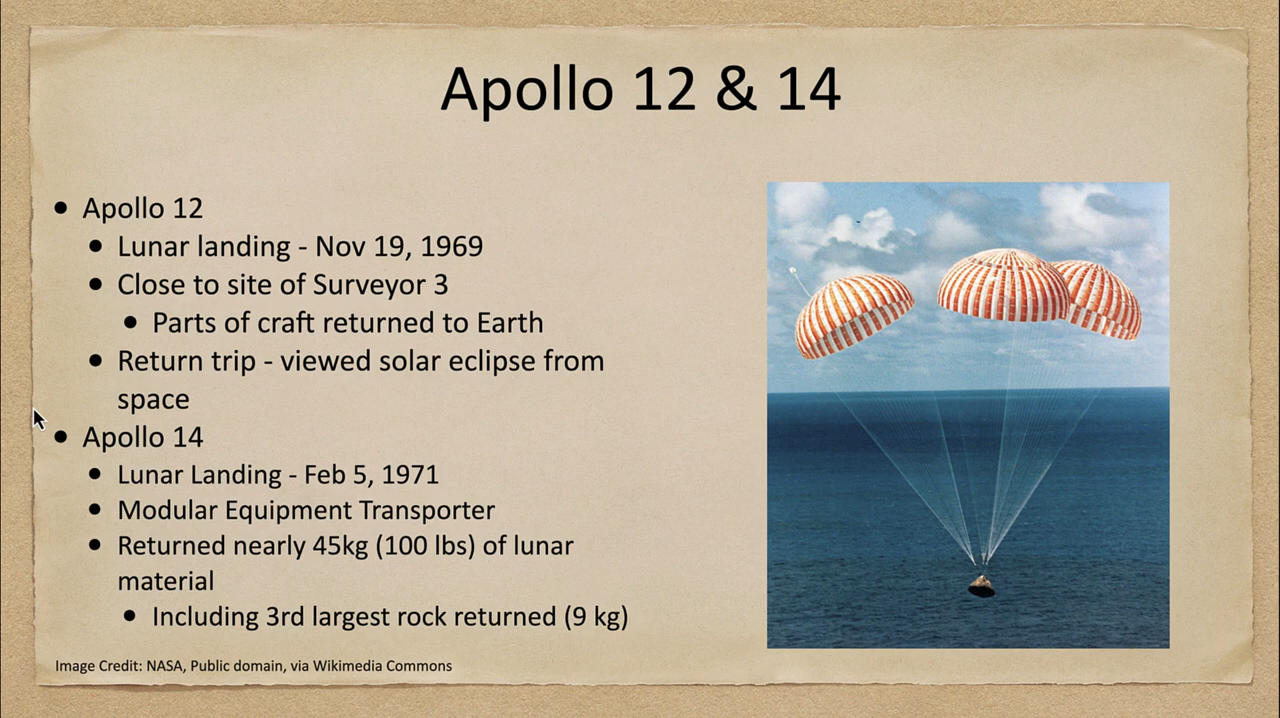 Apollo 12 & 14
• Apollo 12
• Lunar landing - Nov 19, 1969
• Close to site of Surveyor 3
• Parts of craft returned to Earth
• Return trip - viewed solar eclipse from
space
• Apollo 14
• Lunar Landing - Feb 5, 1971
• Modular Equipment Transporter
• Returned nearly 45kg (100 lbs) of lunar
material
• Including 3rd largest rock returned (9 kg)
Image Credit: NASA, Public domain, via Wikimedia Commons